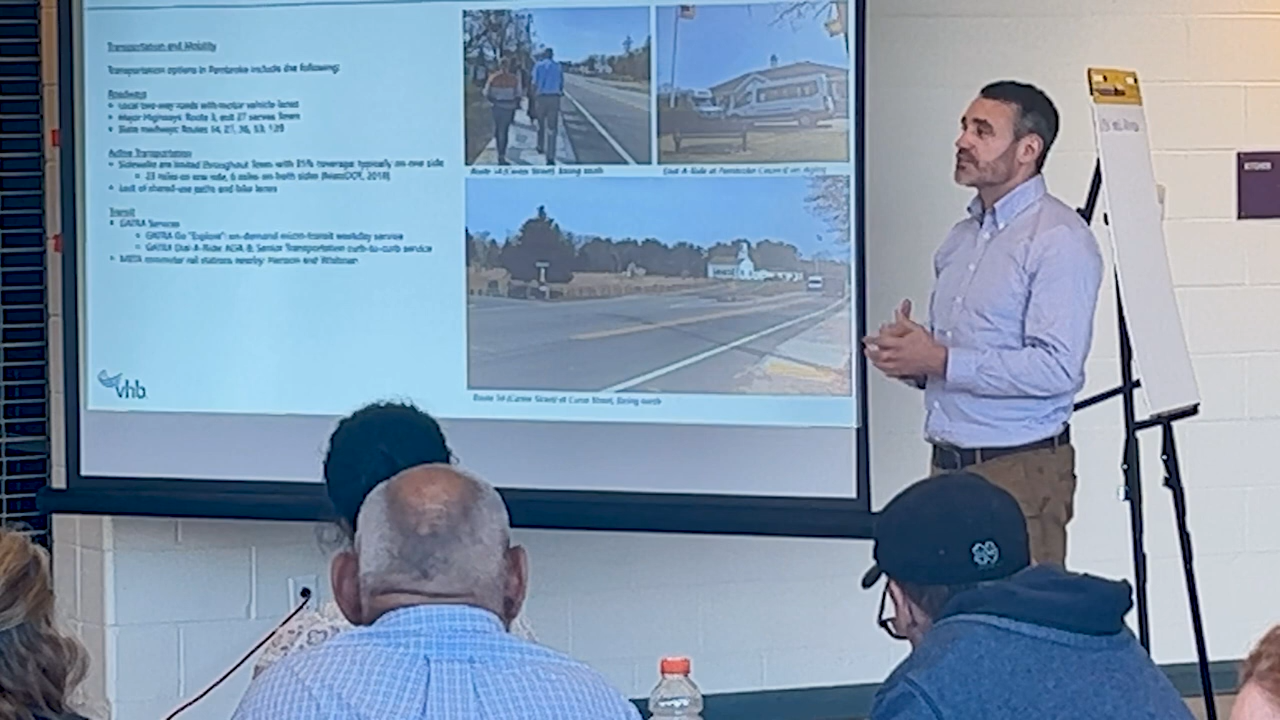 Transportation and Mobility
Transportation options in Pembroke include the following:
Roadways
Local two-way roads with motor vehicle lanes
Major Highways: Route 3, exit 27 serves town
State roadways: Routes 14, 27, 36, 53, 139
Active Transportation
Sidewalks are limited throughout Town with 21% coverage typically on one side
23 miles on one side, 6 miles on both sides (MassDOT, 2018)
Lack of shared-use paths and bike lanes
Transit
GATRA Services
GATRA Go "Explore": on-demand micro-transit weekday service
GATRA Dial-A-Ride: ADA & Senior Transportation curb-to-curb service
MBTA commuter rail stations nearby: Hanson and Whitman
Route 14 (Center Street) facing south
Dial-A-Ride at Pembroke Council on Aging
Route 14 (Center Street) at Curve Street, facing north
vhb